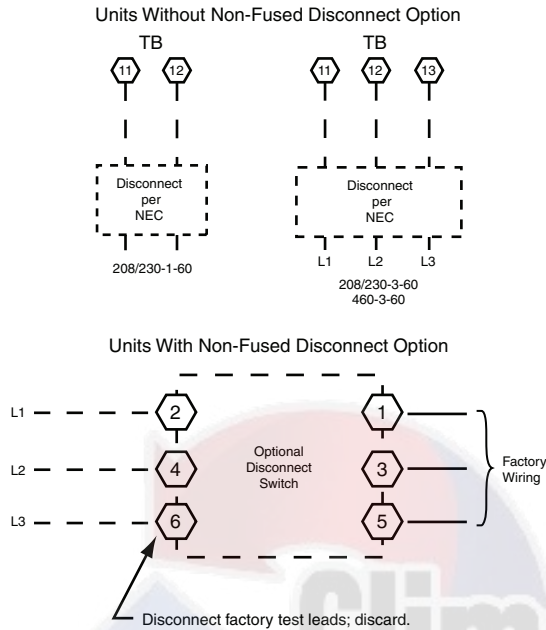 Units Without Non-Fused Disconnect Option
TB TB
11 12 11 12 13
Disconnect
per
NEC
Disconnect
per
NEC
L1 L2 L3
208/230-1-60
208/230-3-60
460-3-60
Units With Non-Fused Disconnect Option
L1 2 1
L2 4 3
L3 6 5
Optional
Disconnect
Switch
Factory
Wiring
Disconnect factory test leads; discard.
Clim